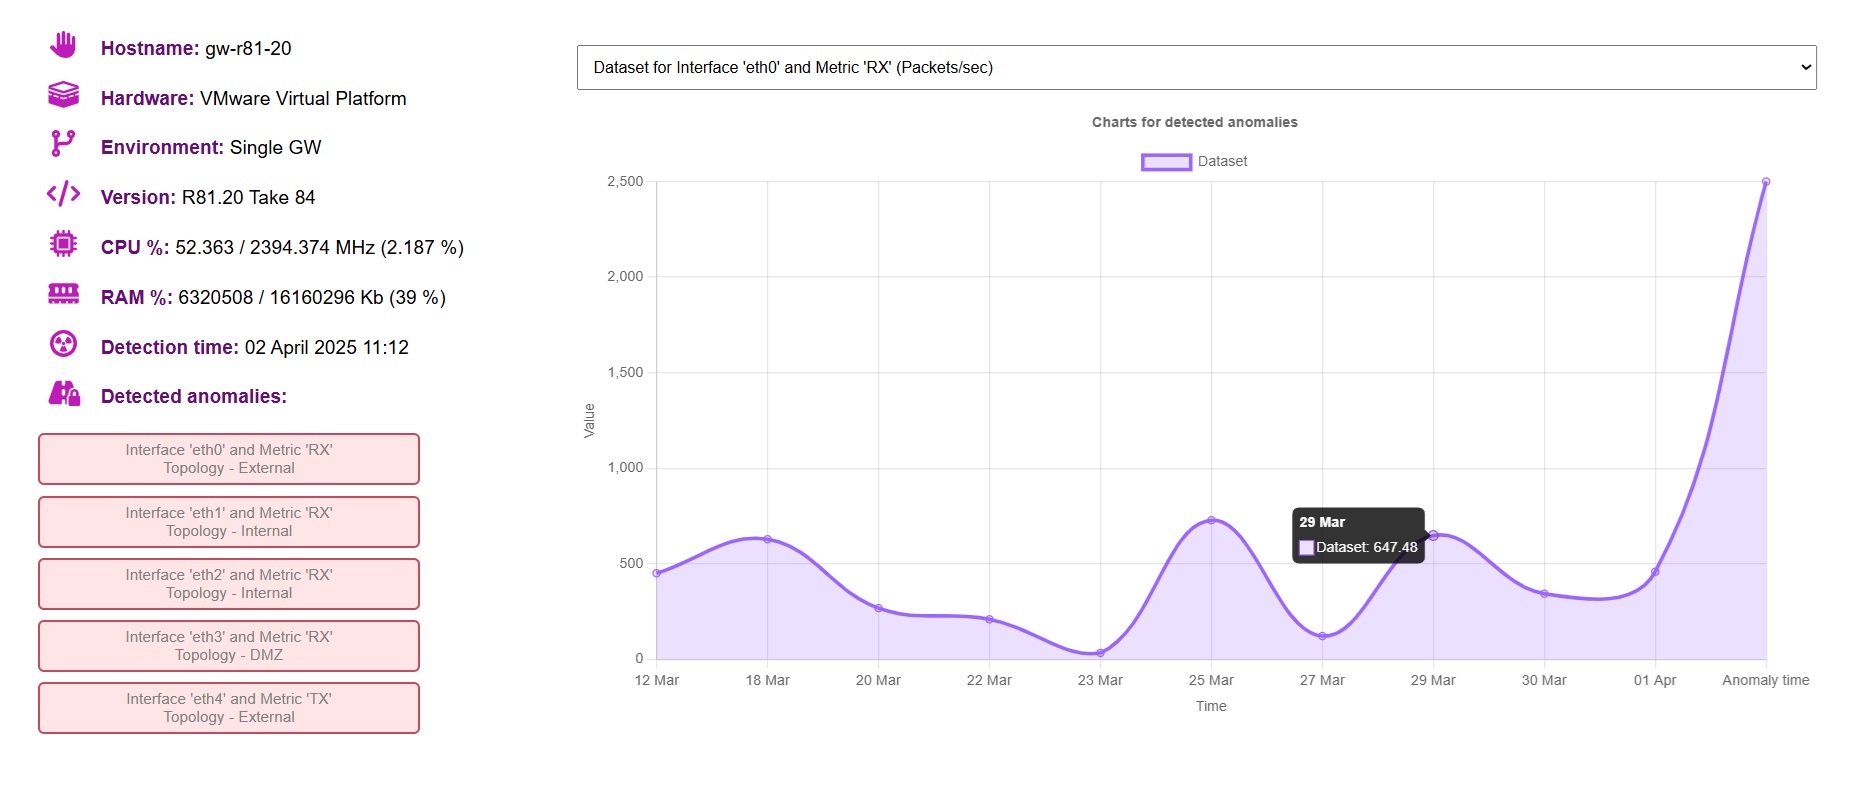 Hostname: gw-r81-20
Hardware: VMware Virtual Platform
Environment: Single GW
Version: R81.20 Take 84
CPU %: 52.363 / 2394.374 MHz (2.187 %)
RAM %: 6320508 / 16160296 Kb (39 %)
Detection time: 02 April 2025 11:12
Detected anomalies:
Interface 'eth0' and Metric 'RX'
Topology - External
Interface 'eth1' and Metric 'RX'
Topology - Internal
Interface 'eth2' and Metric 'RX'
Topology - Internal
Interface 'eth3' and Metric 'RX'
Topology - DMZ
Interface 'eth4' and Metric 'TX'
Topology - External
Dataset for Interface 'eth0' and Metric 'RX' (Packets/sec)
Charts for detected anomalies
Dataset
2,500
2,000
1,500
1,000
500
0
Value
29 Mar
Dataset: 647.48
12 Mar 18 Mar 20 Mar 22 Mar 23 Mar 25 Mar 27 Mar 29 Mar 30 Mar 01 Apr Anomaly time
Time